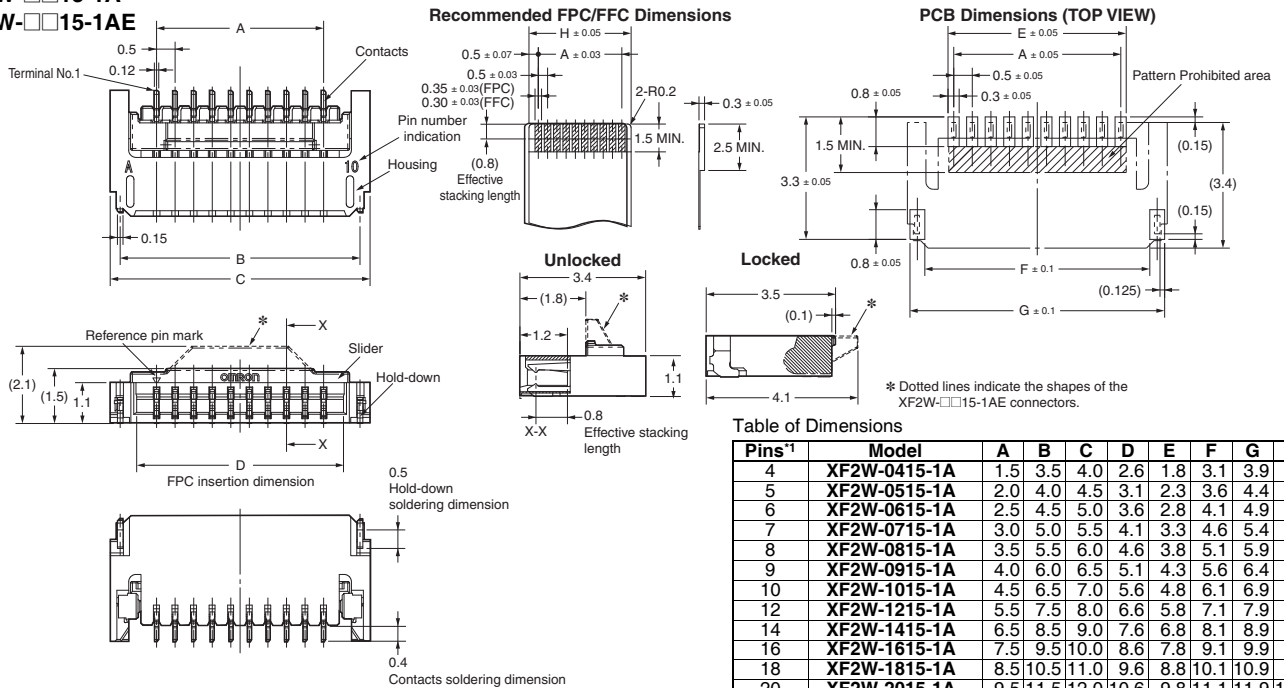 W-□□15-1AE
A
0.5
0.12
Terminal No.1
Contacts
Pin number
indication
Housing
A
10
0.15
B
C
Recommended FPC/FFC Dimensions
H ± 0.05
0.5 ± 0.07
A ± 0.03
0.5 ± 0.03
0.35 ± 0.03(FPC)
0.30 ± 0.03(FFC)
2-R0.2
0.3 ± 0.05
1.5 MIN.
2.5 MIN.
(0.8)
Effective
stacking length
PCB Dimensions (TOP VIEW)
E ± 0.05
A ± 0.05
0.5 ± 0.05
0.3 ± 0.05
Pattern Prohibited area
0.8 ± 0.05
1.5 MIN.
3.3 ± 0.05
(0.15)
(3.4)
(0.15)
0.8 ± 0.05
F ± 0.1
(0.125)
G ± 0.1
Reference pin mark
*
X
Slider
Hold-down
OMRON
(2.1)
(1.5)
1.1
X
D
FPC insertion dimension
Unlocked
3.4
(1.8)
*
1.2
1.1
0.8
X-X
Effective stacking
length
Locked
3.5
(0.1)
*
4.1
* Dotted lines indicate the shapes of the
XF2W-□□15-1AE connectors.
0.5
Hold-down
soldering dimension
0.4
Contacts soldering dimension
Table of Dimensions
Pins*1 Model A B C D E F G
4 XF2W-0415-1A 1.5 3.5 4.0 2.6 1.8 3.1 3.9
5 XF2W-0515-1A 2.0 4.0 4.5 3.1 2.3 3.6 4.4
6 XF2W-0615-1A 2.5 4.5 5.0 3.6 2.8 4.1 4.9
7 XF2W-0715-1A 3.0 5.0 5.5 4.1 3.3 4.6 5.4
8 XF2W-0815-1A 3.5 5.5 6.0 4.6 3.8 5.1 5.9
9 XF2W-0915-1A 4.0 6.0 6.5 5.1 4.3 5.6 6.4
10 XF2W-1015-1A 4.5 6.5 7.0 5.6 4.8 6.1 6.9
12 XF2W-1215-1A 5.5 7.5 8.0 6.6 5.8 7.1 7.9
14 XF2W-1415-1A 6.5 8.5 9.0 7.6 6.8 8.1 8.9
16 XF2W-1615-1A 7.5 9.5 10.0 8.6 7.8 9.1 9.9
18 XF2W-1815-1A 8.5 10.5 11.0 9.6 8.8 10.1 10.9